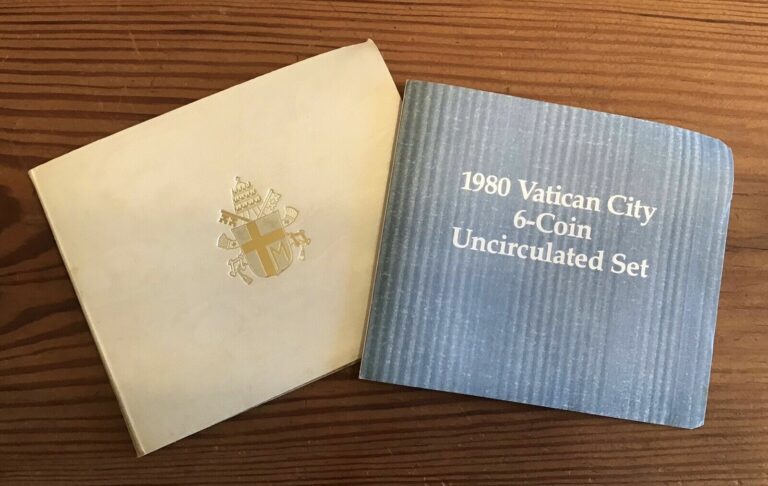 1980 Vatican City
6-Coin
Uncirculated Set
M